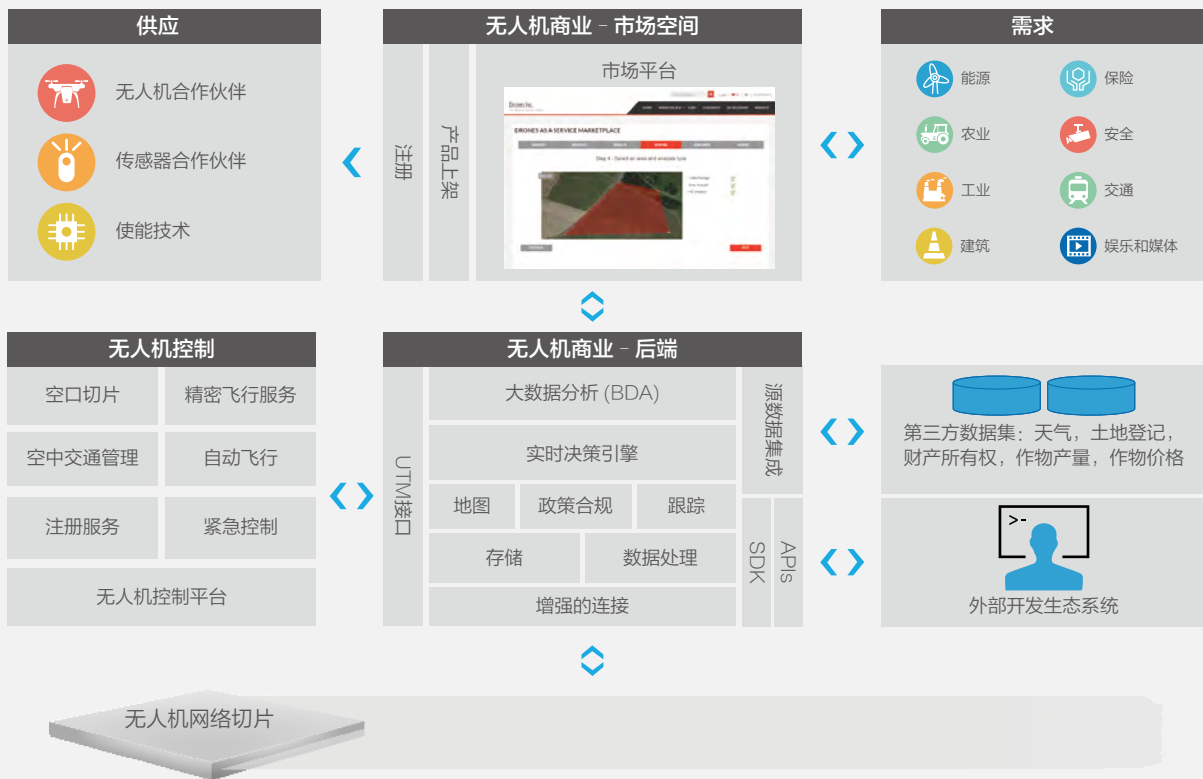 供应
无人机合作伙伴
传感器合作伙伴
使能技术
无人机商业 – 市场空间
注册
产品上架
市场平台
Drones Inc.
DRONES AS A SERVICE MARKETPLACE
Step 4 - Select an area and analysis type
需求
能源
保险
农业
安全
工业
交通
建筑
娱乐和媒体
无人机控制
空口切片
精密飞行服务
空中交通管理
自动飞行
注册服务
紧急控制
无人机控制平台
无人机商业 – 后端
UTM接口
大数据分析 (BDA)
实时决策引擎
地图
政策合规
跟踪
存储
数据处理
增强的连接
源数据集成
SDK
APIs
第三方数据集：天气，土地登记，
财产所有权，作物产量，作物价格
>-
外部开发生态系统
无人机网络切片